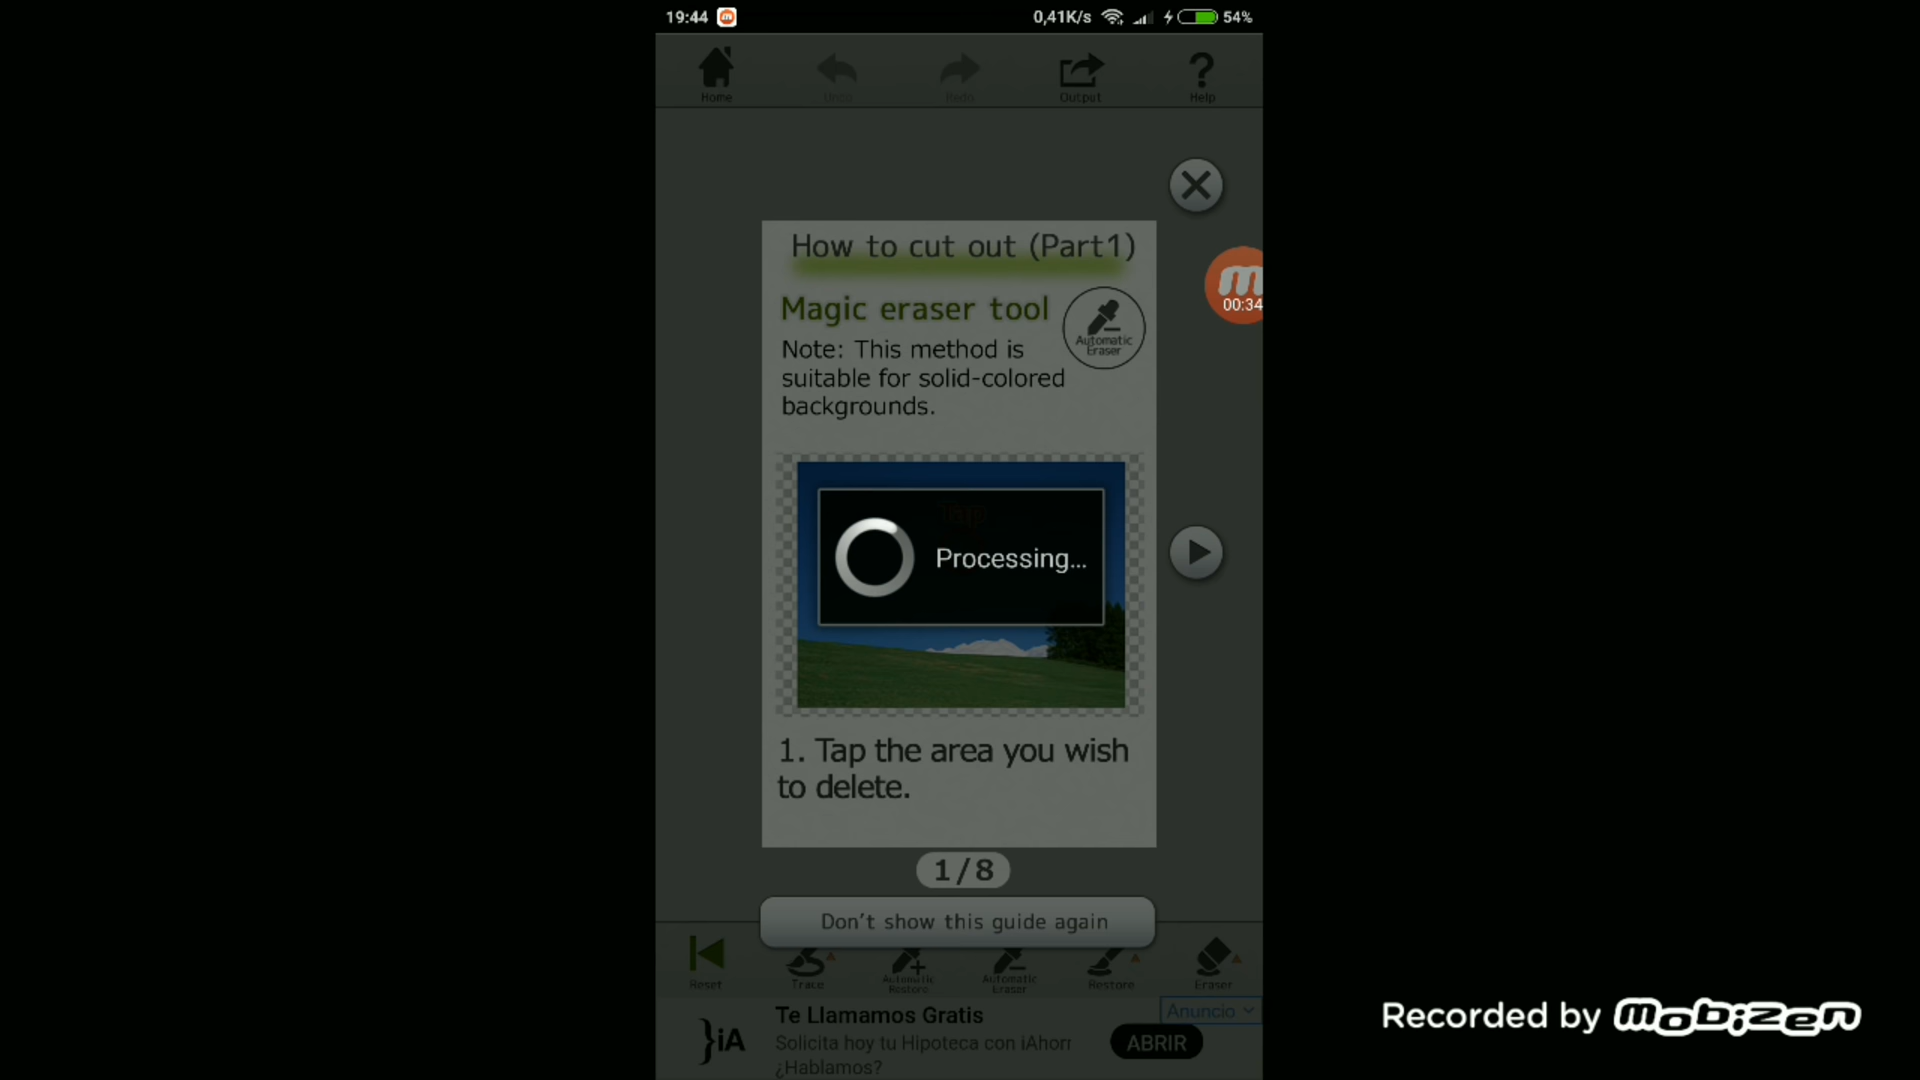 19:44
0,41K/s
54%
Home
Undo
Redo
Output
Help
How to cut out (Part1)
Magic eraser tool
Note: This method is
suitable for solid-colored
backgrounds.
Automatic
Eraser
00:34
Tap
Processing...
1. Tap the area you wish
to delete.
1/8
Don't show this guide again
Reset
Trace
Automatic
Restore
Automatic
Eraser
Restore
Eraser
}iA
Te Llamamos Gratis
Solicita hoy tu Hipoteca con iAhorr
¿Hablamos?
Anuncio
ABRIR
Recorded by mobizen